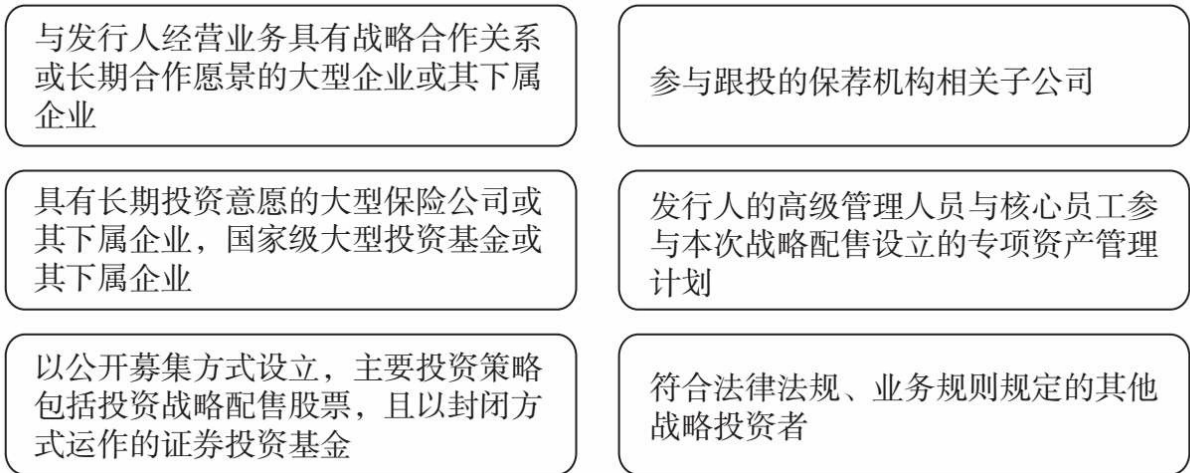 与发行人经营业务具有战略合作关系
或长期合作愿景的大型企业或其下属
企业
参与跟投的保荐机构相关子公司
具有长期投资意愿的大型保险公司或
其下属企业，国家级大型投资基金或
其下属企业
发行人的高级管理人员与核心员工参
与本次战略配售设立的专项资产管理
计划
以公开募集方式设立，主要投资策略
包括投资战略配售股票，且以封闭方
式运作的证券投资基金
符合法律法规、业务规则规定的其他
战略投资者